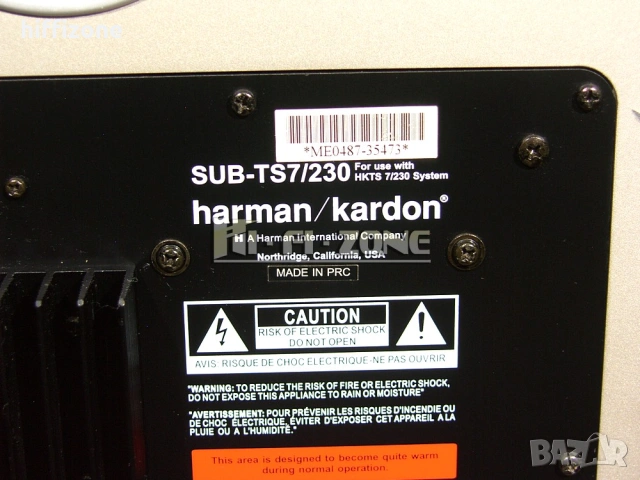 hi-fizone
*ME0487-35473*
SUB-TS7/230 For use with
HKTS 7/230 System
harman/kardon®
HI-FI-ZONE
H A Harman International Company
Northridge, California, USA
MADE IN PRC
CAUTION
RISK OF ELECTRIC SHOCK
DO NOT OPEN
AVIS: RISQUE DE CHOC ELECTRIQUE-NE PAS OUVRIR
"WARNING: TO REDUCE THE RISK OF FIRE OR ELECTRIC SHOCK,
DO NOT EXPOSE THIS APPLIANCE TO RAIN OR MOISTURE"
"AVERTISSEMENT: POUR PRÉVENIR LES RISQUES D'INCENDIE OU
DE CHOC ÉLECTRIQUE, ÉVITER D'EXPOSER CET APPAREIL A LA
PLUIE OU A L'HUMIDITÉ."
This area is designed to become quite warm
during normal operation.
BAZAR